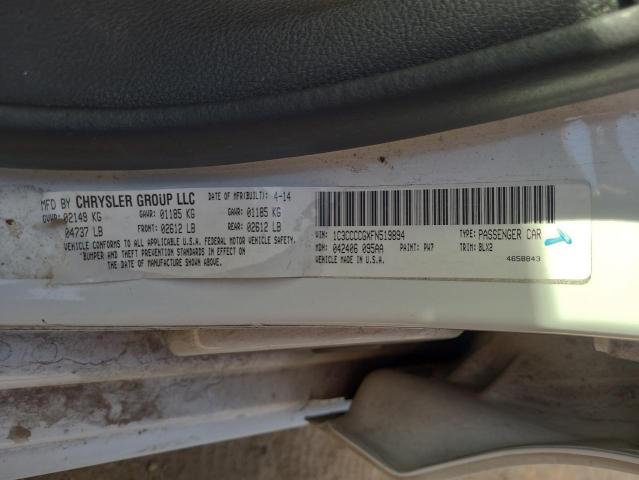 MFD BY CHRYSLER GROUP LLC DATE OF MFR(BUILT): 4-14
GVWR: 02149 KG GAWR: 01185 KG GAWR: 01185 KG
04737 LB FRONT: 02612 LB REAR: 02612 LB
VEHICLE CONFORMS TO ALL APPLICABLE U.S.A. FEDERAL MOTOR VEHICLE SAFETY,
BUMPER AND THEFT PREVENTION STANDARDS IN EFFECT ON
THE DATE OF MANUFACTURE SHOWN ABOVE.
VIN: 1C3CCCCGXFN519894 TYPE: PASSENGER CAR
MDH: 042406 095AA PAINT: PW7 TRIM: BLX2
VEHICLE MADE IN U.S.A. 4658843